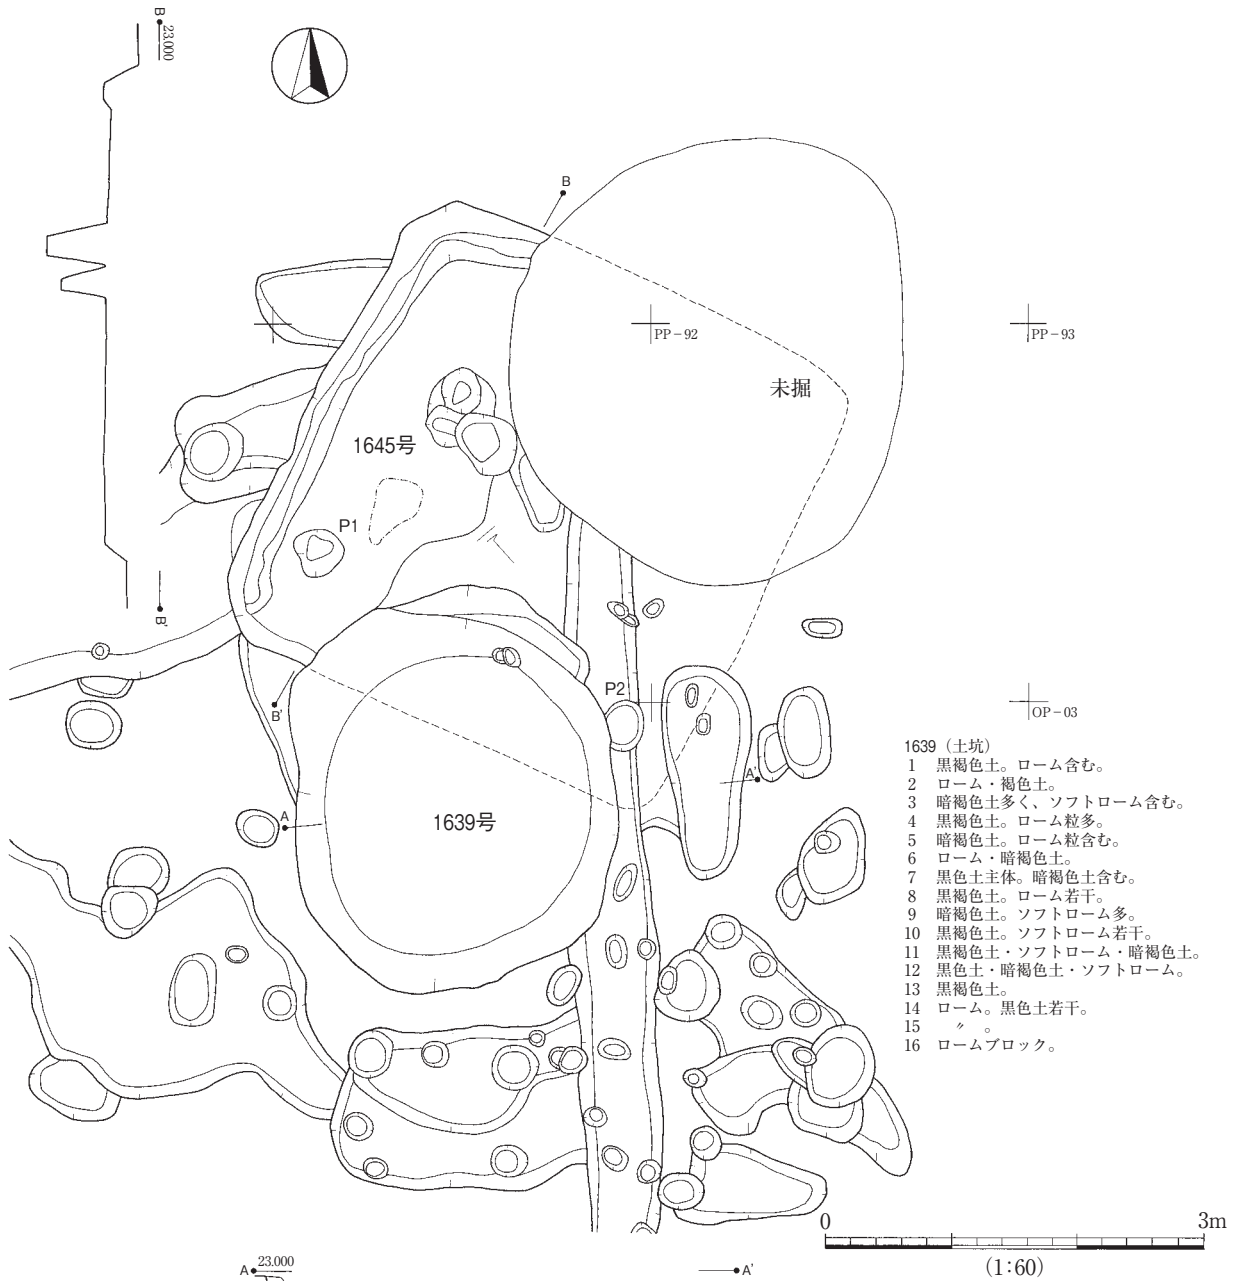 B
23.000
B
PP-92
PP-93
未掘
1645号
P1
B'
P2
B'
OP-03
A'
A
1639号
1639（土坑）
1 黒褐色土。ローム含む。
2 ローム・褐色土。
3 暗褐色土多く、ソフトローム含む。
4 黒褐色土。ローム粒多。
5 暗褐色土。ローム粒含む。
6 ローム・暗褐色土。
7 黒色土主体。暗褐色土含む。
8 黒褐色土。ローム若干。
9 暗褐色土。ソフトローム多。
10 黒褐色土。ソフトローム若干。
11 黒褐色土・ソフトローム・暗褐色土。
12 黒色土・暗褐色土・ソフトローム。
13 黒褐色土。
14 ローム。黒色土若干。
15 〃 。
16 ロームブロック。
0 3m
(1:60)
A 23.000 A'